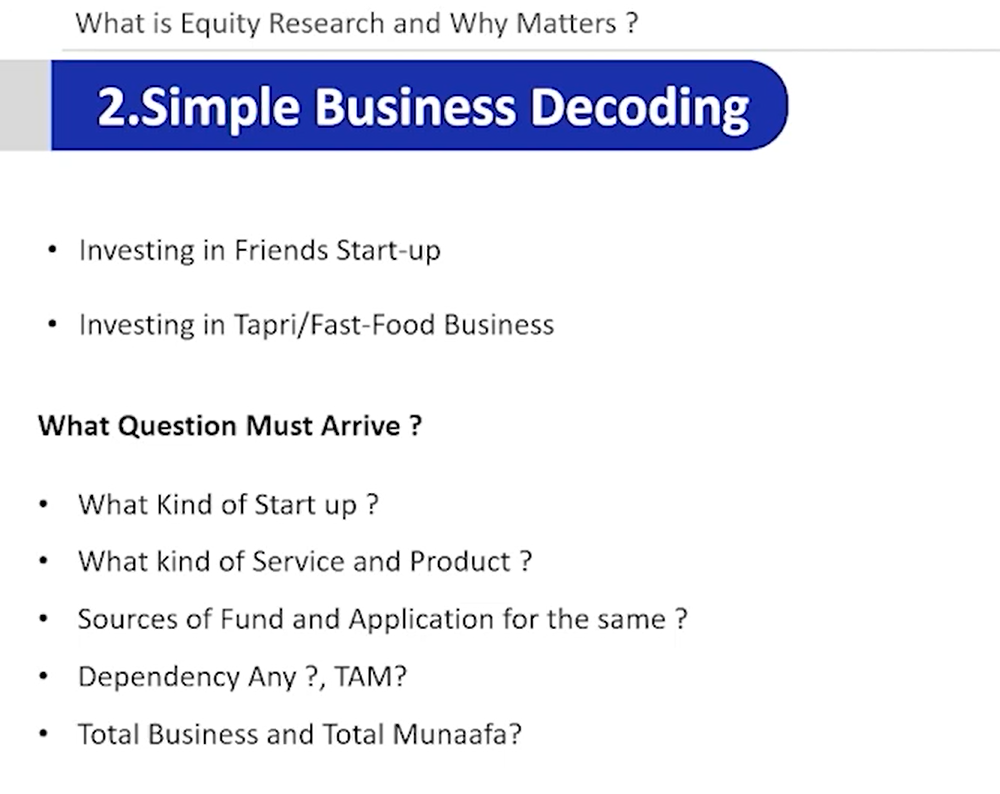 What is Equity Research and Why Matters ?
2.Simple Business Decoding
• Investing in Friends Start-up
• Investing in Tapri/Fast-Food Business
What Question Must Arrive ?
• What Kind of Start up ?
• What kind of Service and Product ?
• Sources of Fund and Application for the same ?
• Dependency Any ?, TAM?
• Total Business and Total Munaafa?